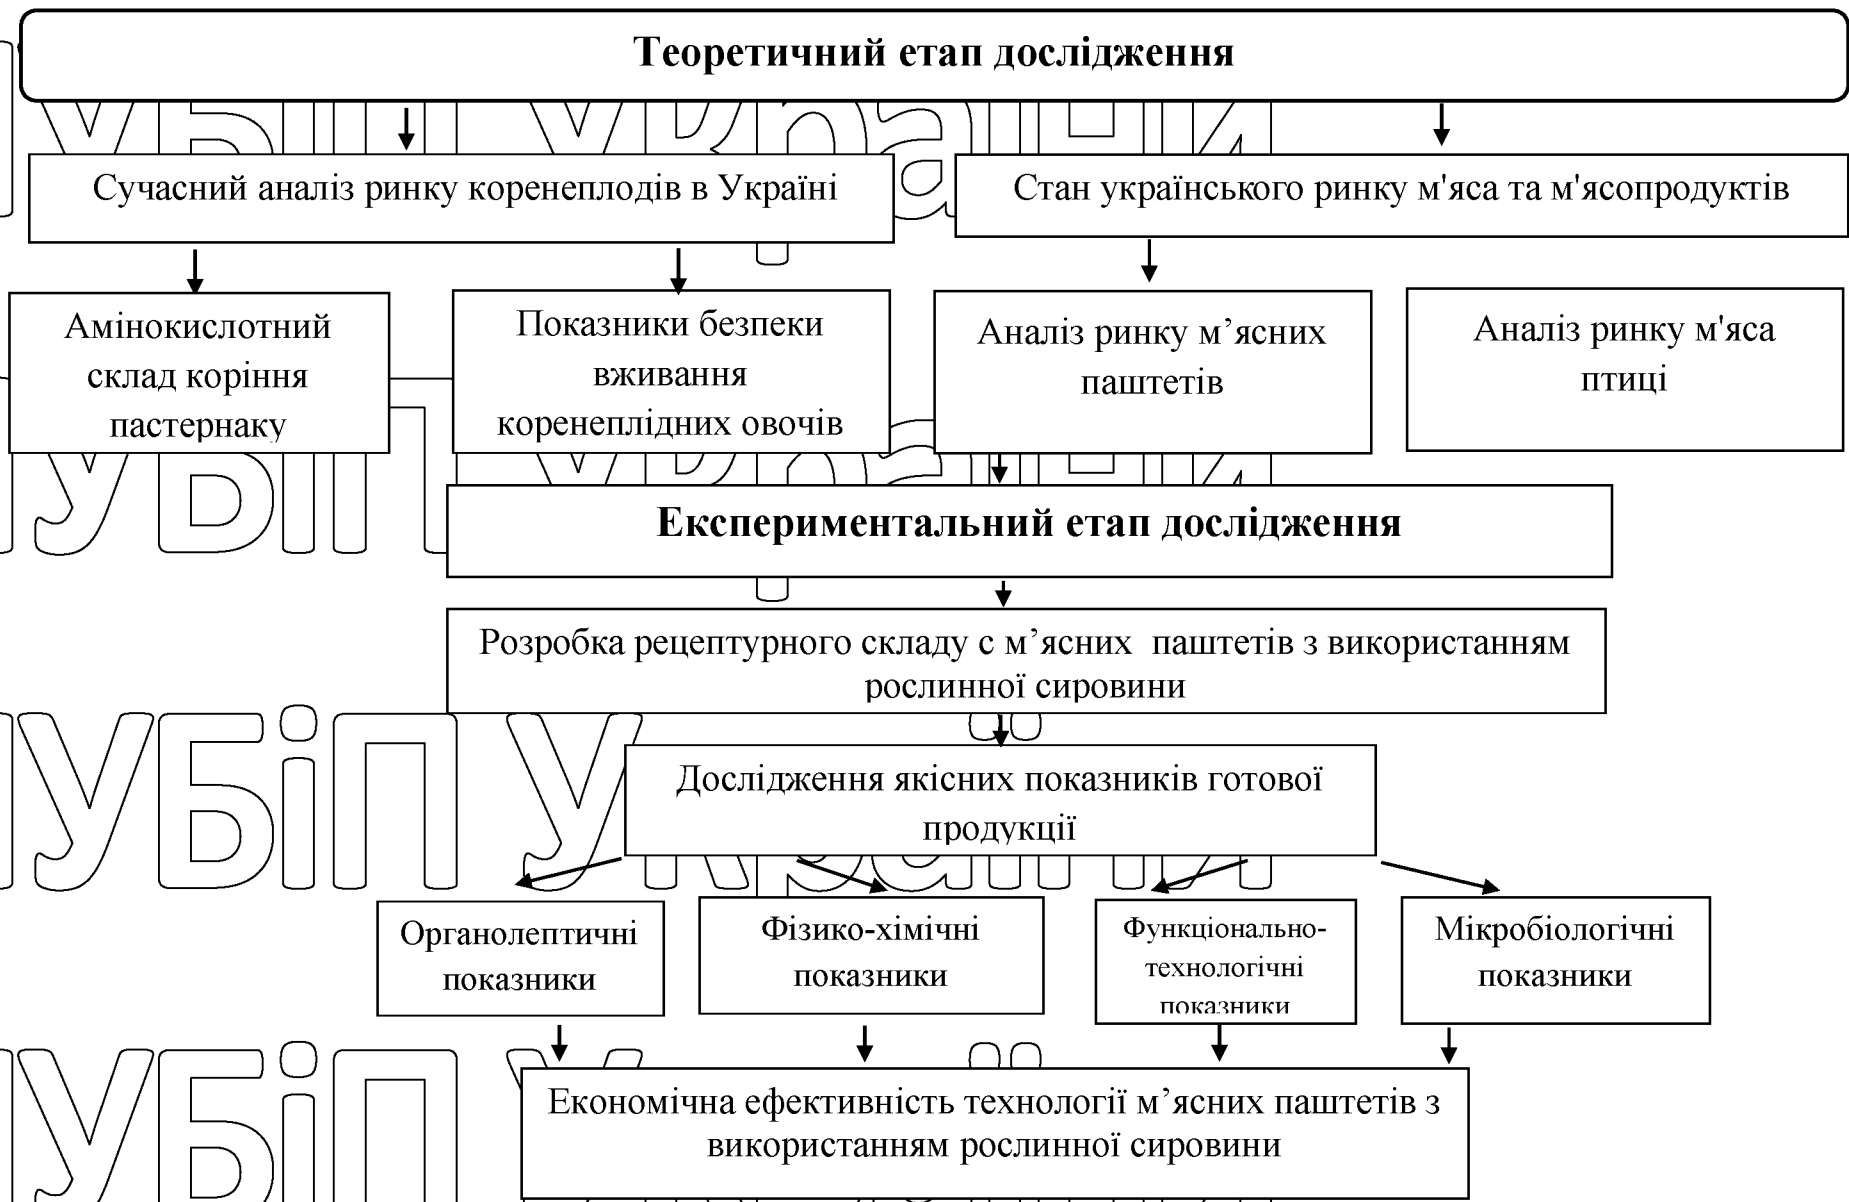 Теоретичний етап дослідження
Сучасний аналіз ринку коренеплодів в Україні
Стан українського ринку м'яса та м'ясопродуктів
Амінокислотний
склад коріння
пастернаку
Показники безпеки
вживання
коренеплідних овочів
Аналіз ринку м’ясних
паштетів
Аналіз ринку м'яса
птиці
Експериментальний етап дослідження
Розробка рецептурного складу с м’ясних паштетів з використанням
рослинної сировини
Дослідження якісних показників готової
продукції
Органолептичні
показники
Фізико-хімічні
показники
Функціонально-
технологічні
показники
Мікробіологічні
показники
Економічна ефективність технології м’ясних паштетів з
використанням рослинної сировини